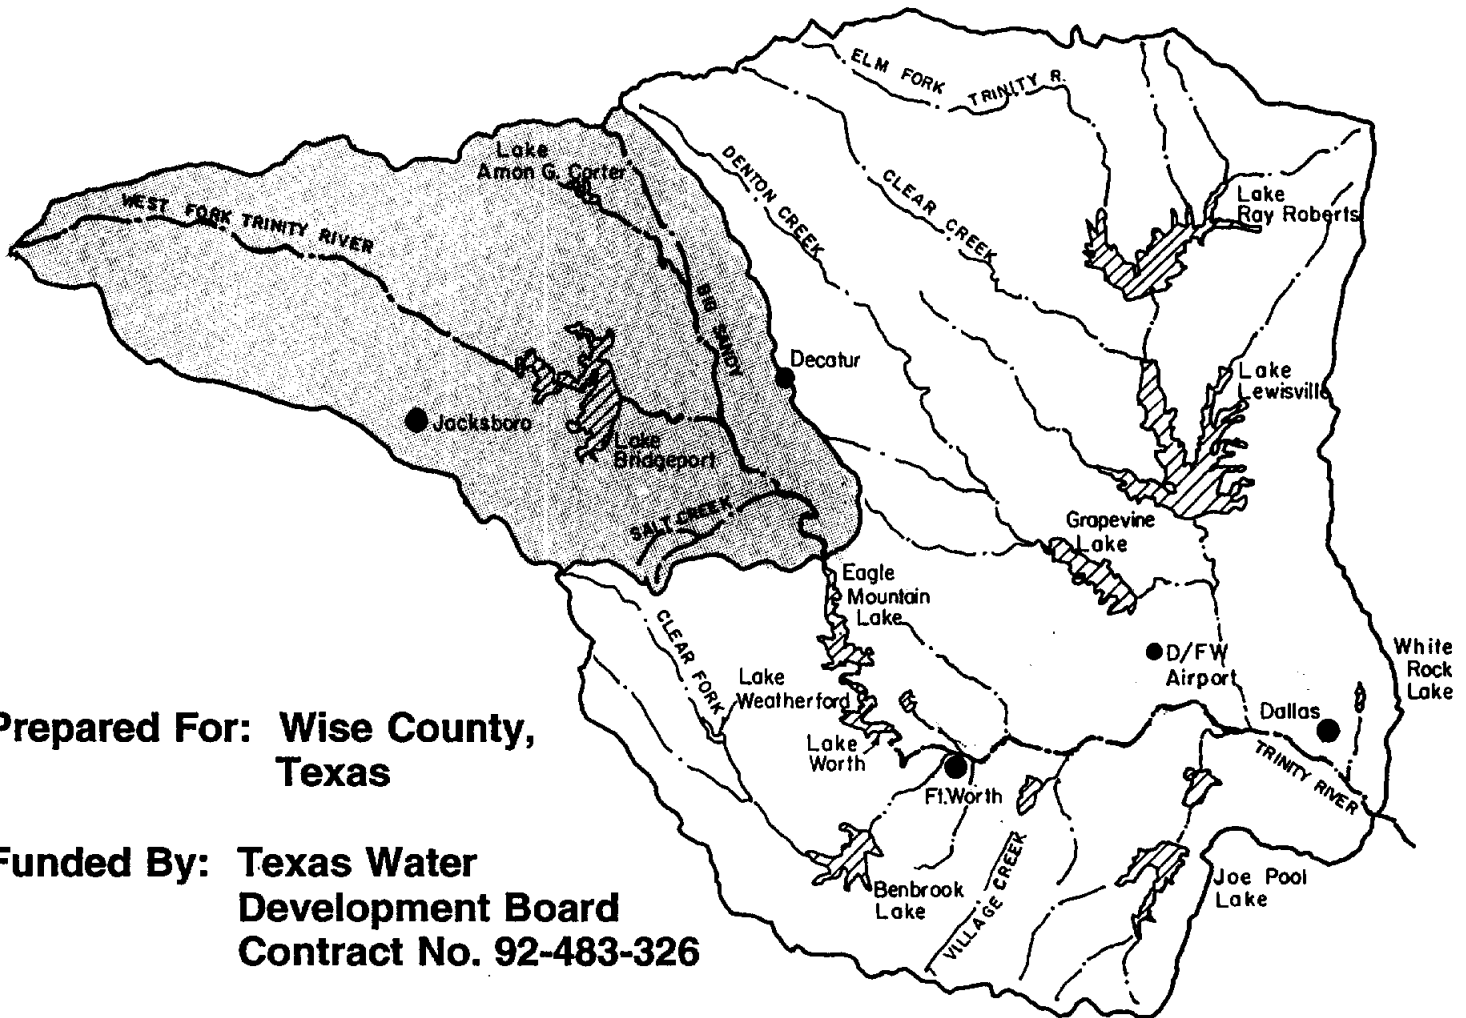 ELM FORK TRINITY R.
Lake
Amon G. Carter
DENTON CREEK
CLEAR CREEK
Lake
Ray Roberts
WEST FORK TRINITY RIVER
BIG SANDY
Decatur
Lake
Lewisville
Jacksboro
Lake
Bridgeport
SALT CREEK
Grapevine
Lake
Eagle
Mountain
Lake
CLEAR FORK
D/FW
Airport
White
Rock
Lake
Lake
Weatherford
Dallas
Lake
Worth
TRINITY RIVER
Ft.Worth
VILLAGE CREEK
Benbrook
Lake
Joe Pool
Lake
Prepared For: Wise County,
Texas
Funded By: Texas Water
Development Board
Contract No. 92-483-326